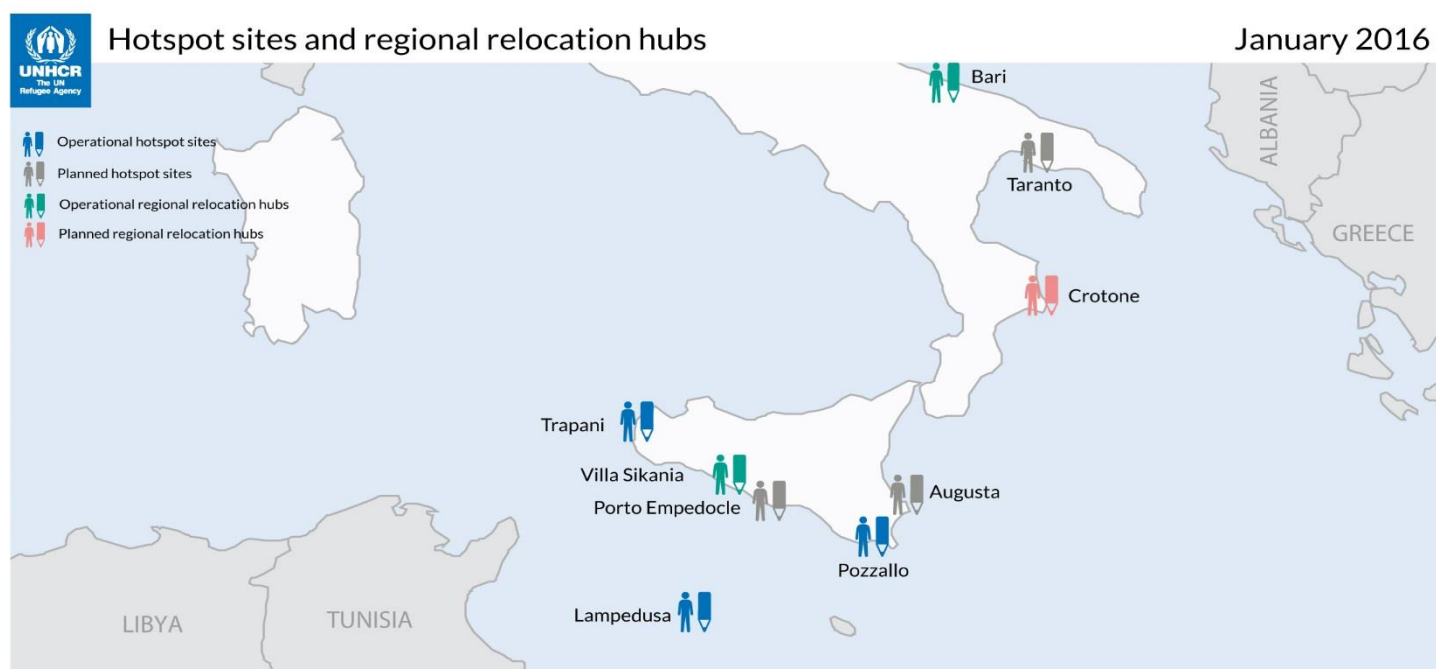 UNHCR
The UN
Refugee Agency
Hotspot sites and regional relocation hubs
January 2016
Operational hotspot sites
Planned hotspot sites
Operational regional relocation hubs
Planned regional relocation hubs
Bari
Taranto
ALBANIA
GREECE
Crotone
Trapani
Villa Sikania
Porto Empedocle
Augusta
Pozzallo
Lampedusa
LIBYA
TUNISIA